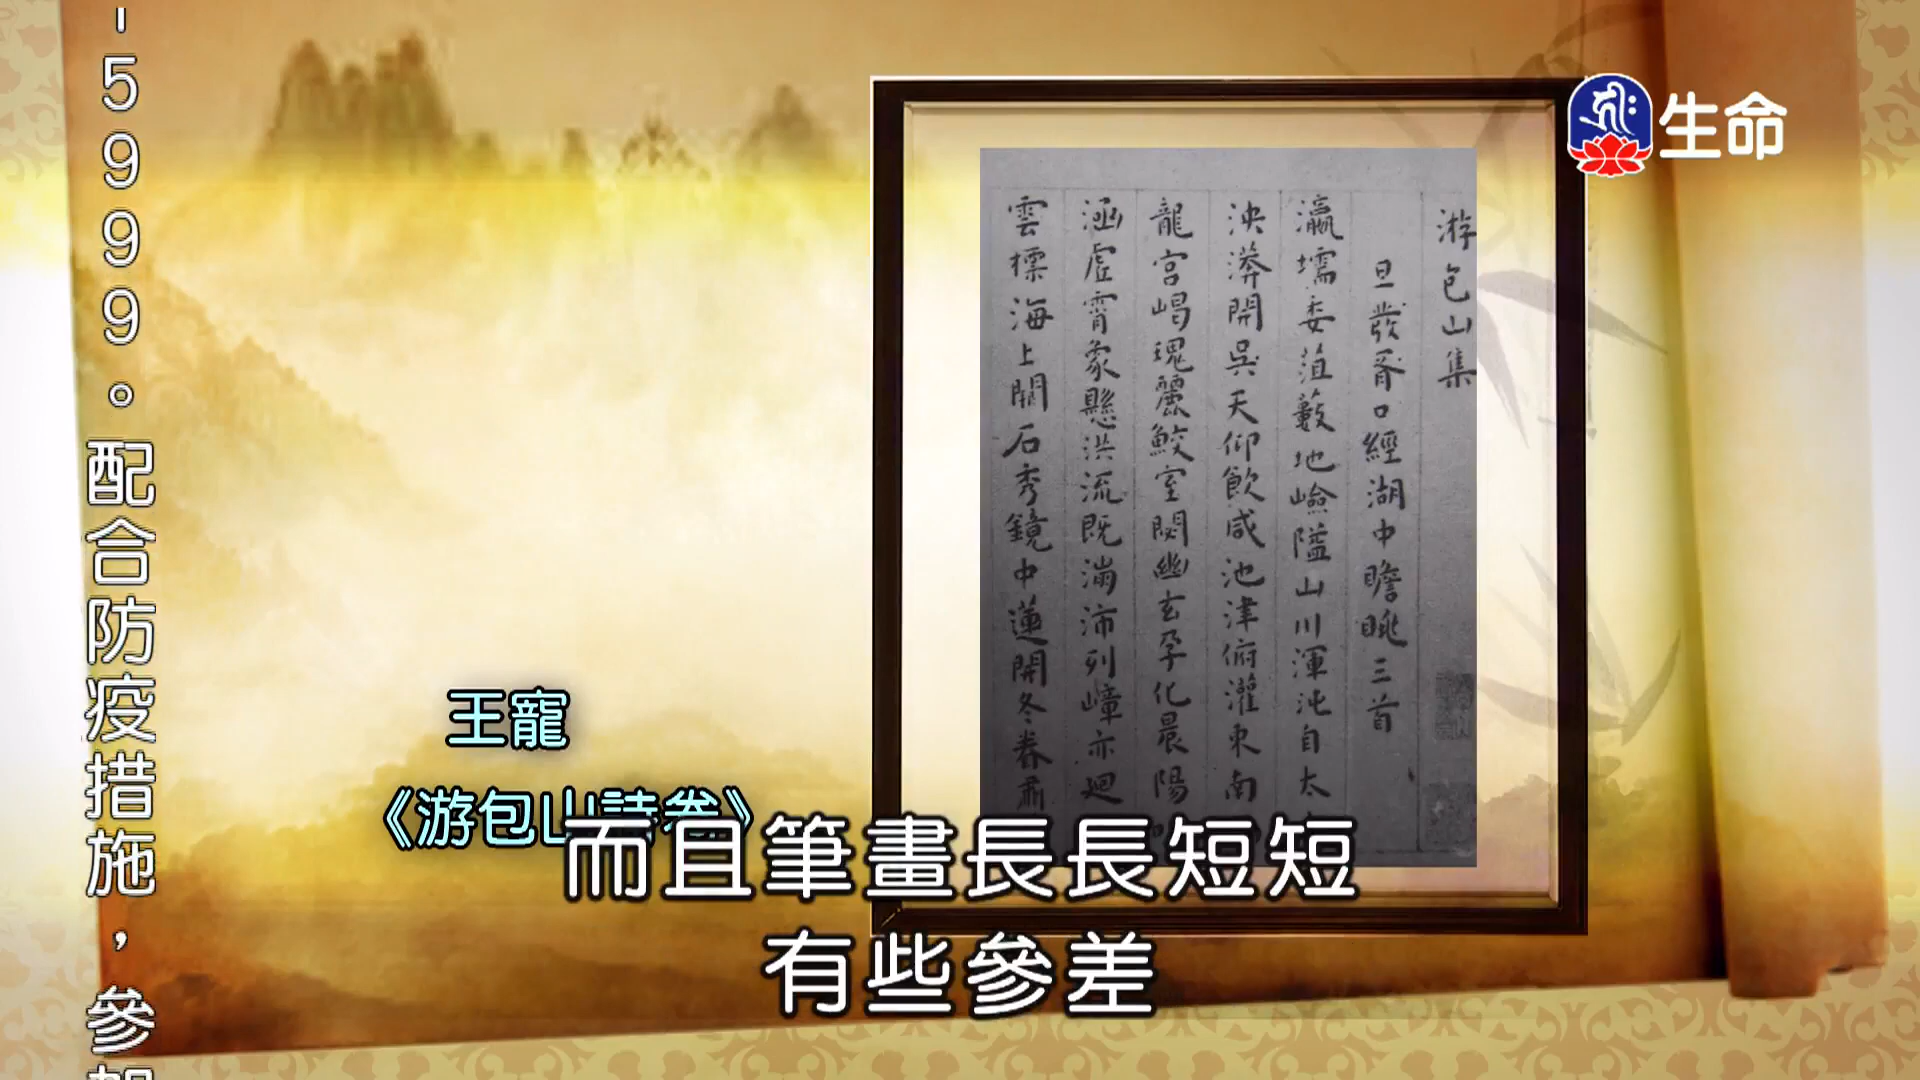 -5999。配合防疫措施，參加
生命
游包山集
旦發胥口經湖中瞻眺三首
瀛壖委菹藪地嶮隘山川渾沌自太
泱漭開吳天仰飲咸池津俯灌東南
龍宮嵑瑰麗鮫室閟幽玄孕化晨陽
涵虛霄象懸洪流既滿沛列嶂亦迴
雲標海上關石秀鏡中蓮開冬春肅
王寵
《游包山詩卷》
而且筆畫長長短短
有些參差